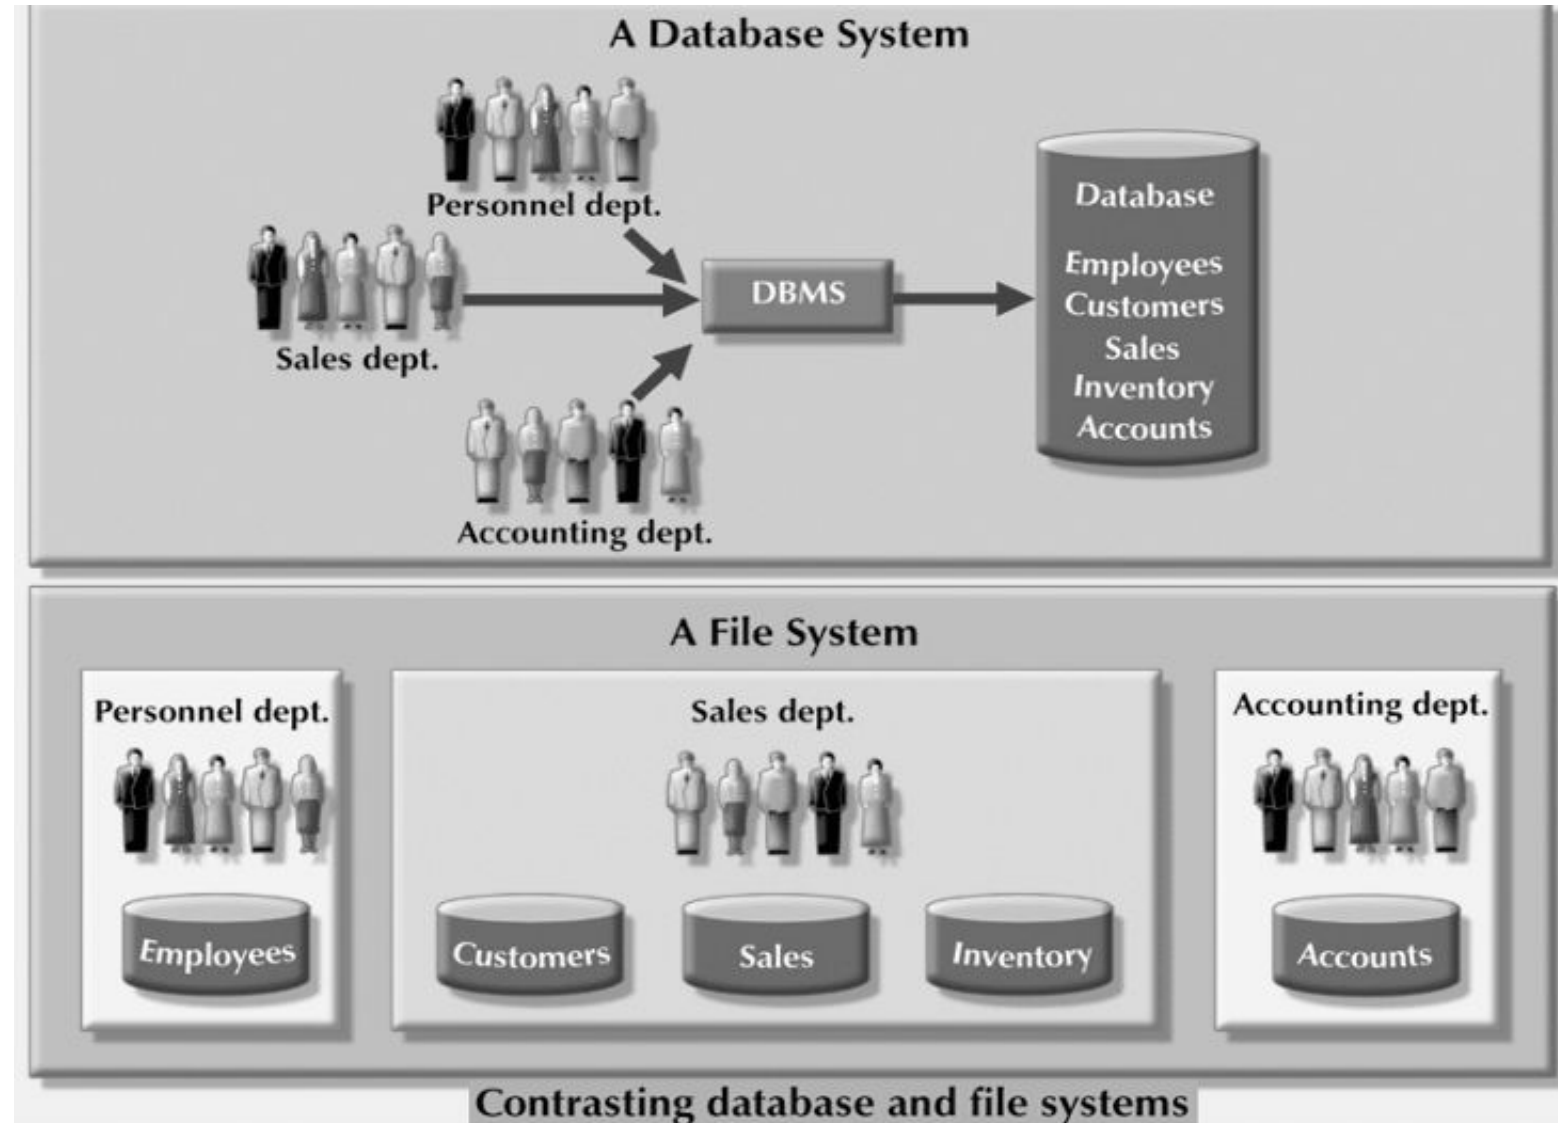 A Database System
Personnel dept.
Sales dept.
Accounting dept.
DBMS
Database
Employees
Customers
Sales
Inventory
Accounts
A File System
Personnel dept.
Employees
Sales dept.
Customers
Sales
Inventory
Accounting dept.
Accounts
Contrasting database and file systems